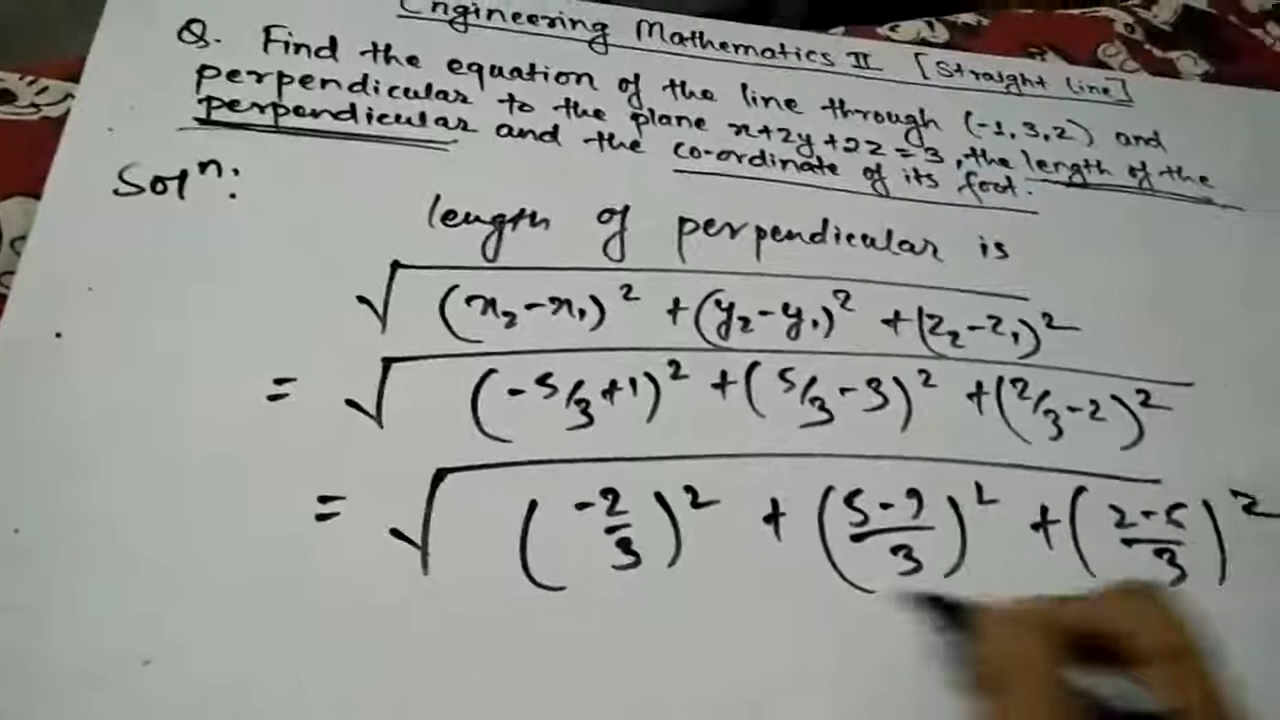 Engineering Mathematics II [Straight line]
Q. Find the equation of the line through (-1,3,2) and
perpendicular to the plane x+2y+2z=3, the length of the
perpendicular and the co-ordinate of its foot.
Solⁿ:
length of perpendicular is
√((x₂-x₁)² + (y₂-y₁)² + (z₂-z₁)²)
= √((-5/3+1)² + (5/3-3)² + (2/3-2)²)
= √((-2/3)² + ((5-9)/3)² + ((2-6)/3)²)